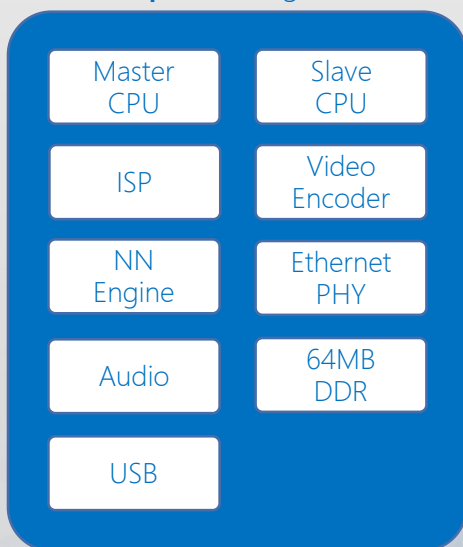 Master
CPU
Slave
CPU
ISP
Video
Encoder
NN
Engine
Ethernet
PHY
Audio
64MB
DDR
USB